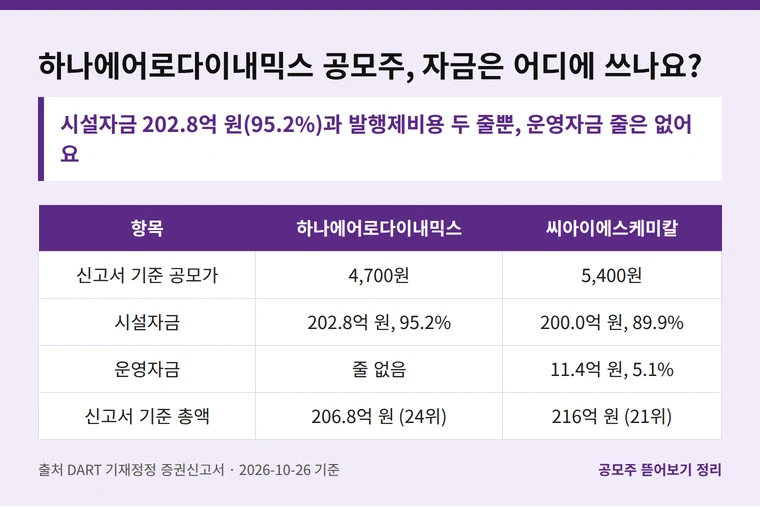 하나에어로다이내믹스 공모주, 자금은 어디에 쓰나요?
시설자금 202.8억 원(95.2%)과 발행제비용 두 줄뿐, 운영자금 줄은 없어
요
항목 하나에어로다이내믹스 씨아이에스케미칼
신고서 기준 공모가 4,700원 5,400원
시설자금 202.8억 원, 95.2% 200.0억 원, 89.9%
운영자금 줄 없음 11.4억 원, 5.1%
신고서 기준 총액 206.8억 원 (24위) 216억 원 (21위)
출처 DART 기재정정 증권신고서 · 2026-10-26 기준 공모주 뜯어보기 정리